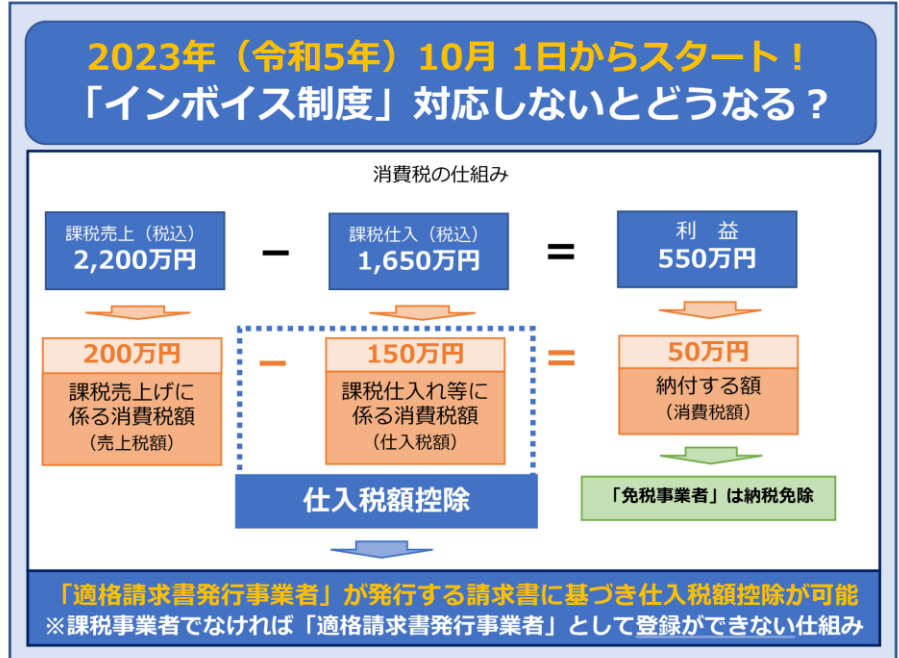 2023年（令和5年）10月 1日からスタート！
「インボイス制度」対応しないとどうなる？
消費税の仕組み
課税売上（税込）
2,200万円
－
課税仕入（税込）
1,650万円
＝
利　益
550万円
200万円
課税売上げに
係る消費税額
（売上税額）
－
150万円
課税仕入れ等に
係る消費税額
（仕入税額）
＝
50万円
納付する額
（消費税額）
仕入税額控除
「免税事業者」は納税免除
「適格請求書発行事業者」が発行する請求書に基づき仕入税額控除が可能
※課税事業者でなければ「適格請求書発行事業者」として登録ができない仕組み